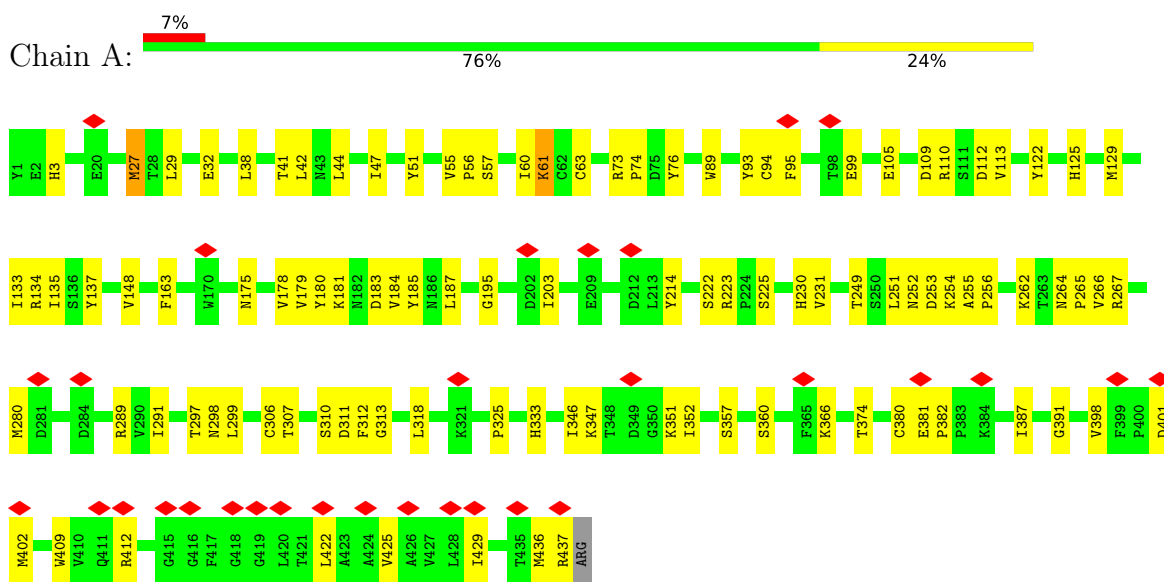 7%
Chain A:
76% 24%
Y1 E2 H3 E20 M27 T28 L29 E32 L38 T41 L42 N43 L44 I47 Y51 V55 P56 S57 I60 K61 C62 C63 R73 P74 D75 Y76 W89 Y93 C94 F95 T98 E99 E105 D109 R110 S111 D112 V113 Y122 H125 M129
I133 R134 I135 S136 Y137 V148 F163 W170 N175 V178 V179 Y180 K181 N182 D183 V184 Y185 N186 L187 G195 D202 I203 E209 D212 L213 Y214 S222 R223 P224 S225 H230 V231 T249 S250 L251 N252 D253 K254 A255 P256 K262 T263 N264 P265 V266 R267
M280 D281 D284 R289 V290 I291 T297 N298 L299 C306 T307 S310 D311 F312 G313 L318 K321 P325 H333 I346 K347 T348 D349 G350 K351 I352 S357 S360 F365 K366 T374 C380 E381 P382 P383 K384 I387 G391 V398 F399 P400 D401
M402 W409 V410 Q411 R412 G415 G416 F417 G418 G419 L420 T421 L422 A423 A424 V425 A426 V427 L428 I429 T435 M436 R437 ARG